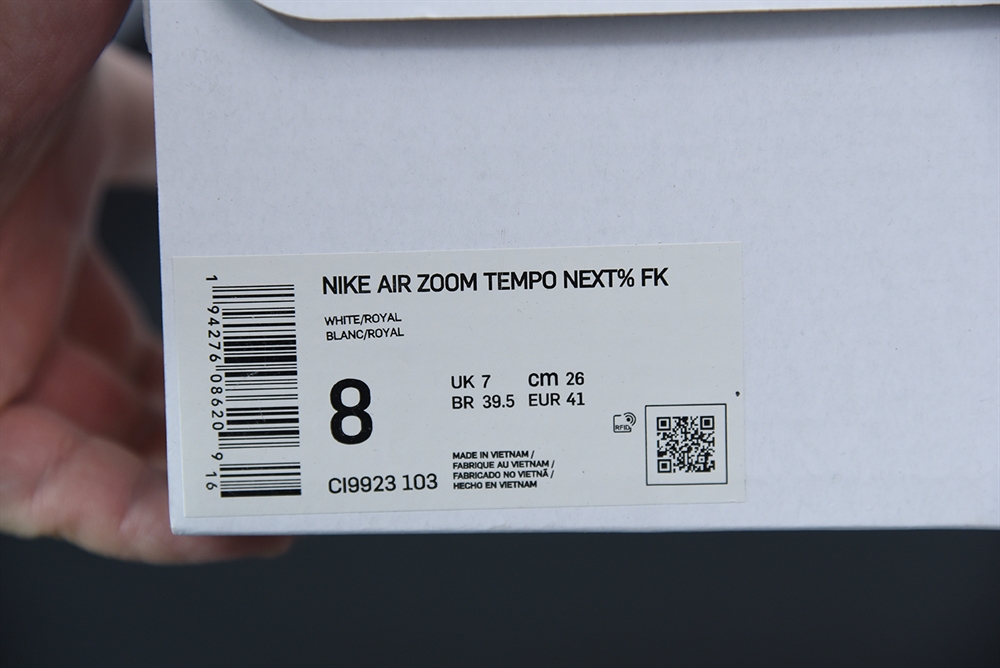 NIKE AIR ZOOM TEMPO NEXT% FK
WHITE/ROYAL
BLANC/ROYAL
8
UK 7 cm 26
BR 39.5 EUR 41
CI9923 103
MADE IN VIETNAM /
FABRIQUE AU VIETNAM /
FABRICADO NO VIETNÃ /
HECHO EN VIETNAM
RFID
1 94276 08620 9 16